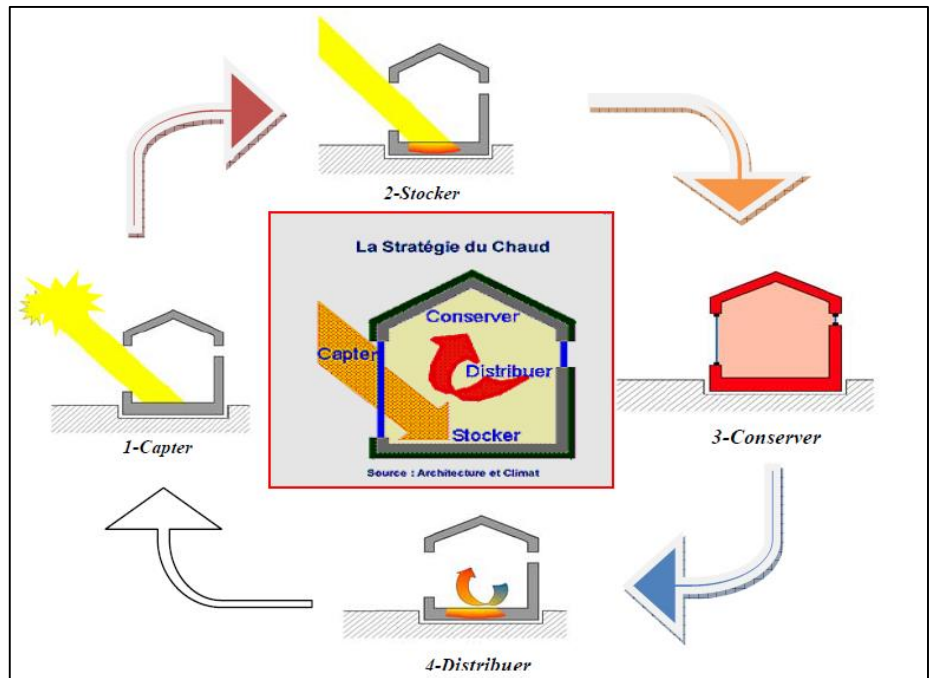 2-Stocker
La Stratégie du Chaud
Conserver
Capter
Distribuer
Stocker
Source : Architecture et Climat
1-Capter
3-Conserver
4-Distribuer